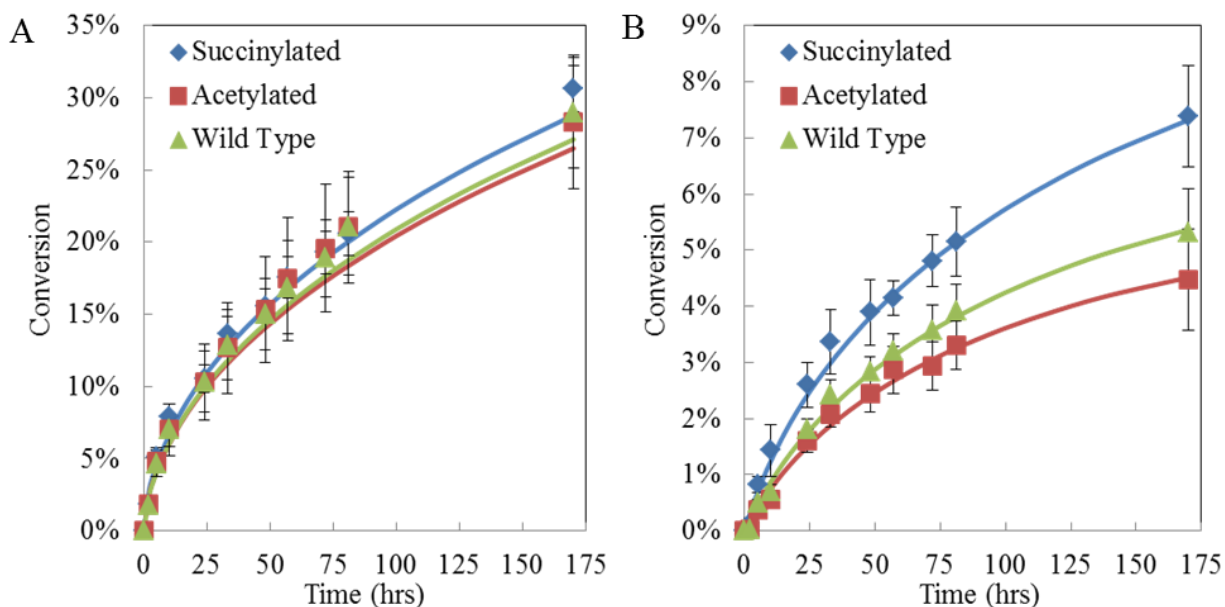 A
35%
30%
25%
20%
15%
10%
5%
0%
Conversion
Succinylated
Acetylated
Wild Type
0 25 50 75 100 125 150 175
Time (hrs)
B
9%
8%
7%
6%
5%
4%
3%
2%
1%
0%
Conversion
Succinylated
Acetylated
Wild Type
0 25 50 75 100 125 150 175
Time (hrs)